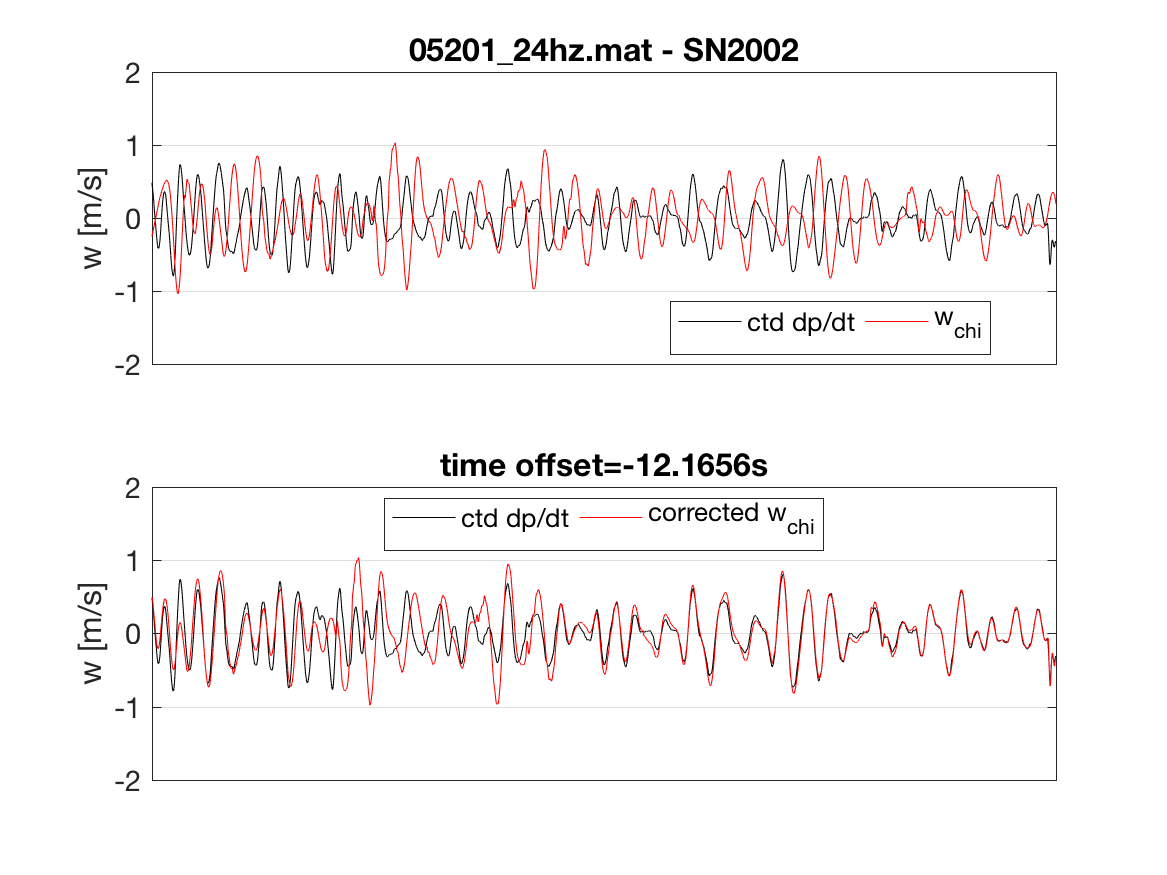 05201_24hz.mat - SN2002
2
1
0
-1
-2
w [m/s]
ctd dp/dt w_chi
time offset=-12.1656s
2
1
0
-1
-2
w [m/s]
ctd dp/dt corrected w_chi